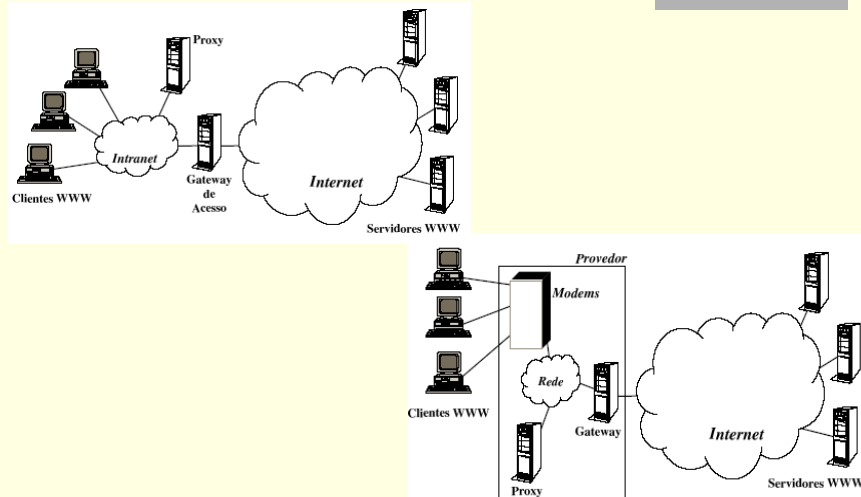 Proxy
Intranet
Gateway
de
Acesso
Internet
Clientes WWW
Servidores WWW
Provedor
Modems
Rede
Clientes WWW
Gateway
Internet
Proxy
Servidores WWW